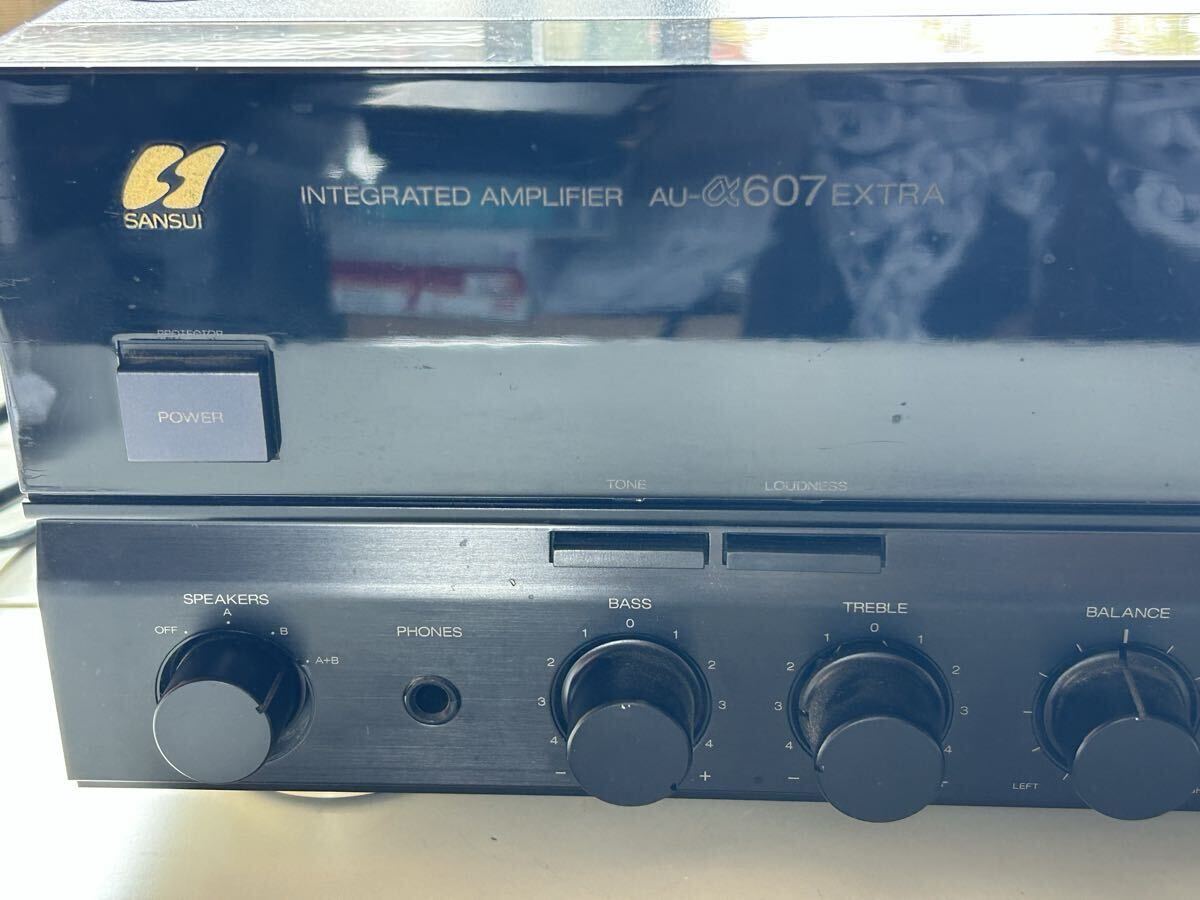 SANSUI
INTEGRATED AMPLIFIER AU-α607 EXTRA
PROTECTOR
POWER
TONE LOUDNESS
SPEAKERS
OFF A B A+B
PHONES
BASS
4 3 2 1 0 1 2 3 4
− +
TREBLE
4 3 2 1 0 1 2 3 4
−
BALANCE
LEFT